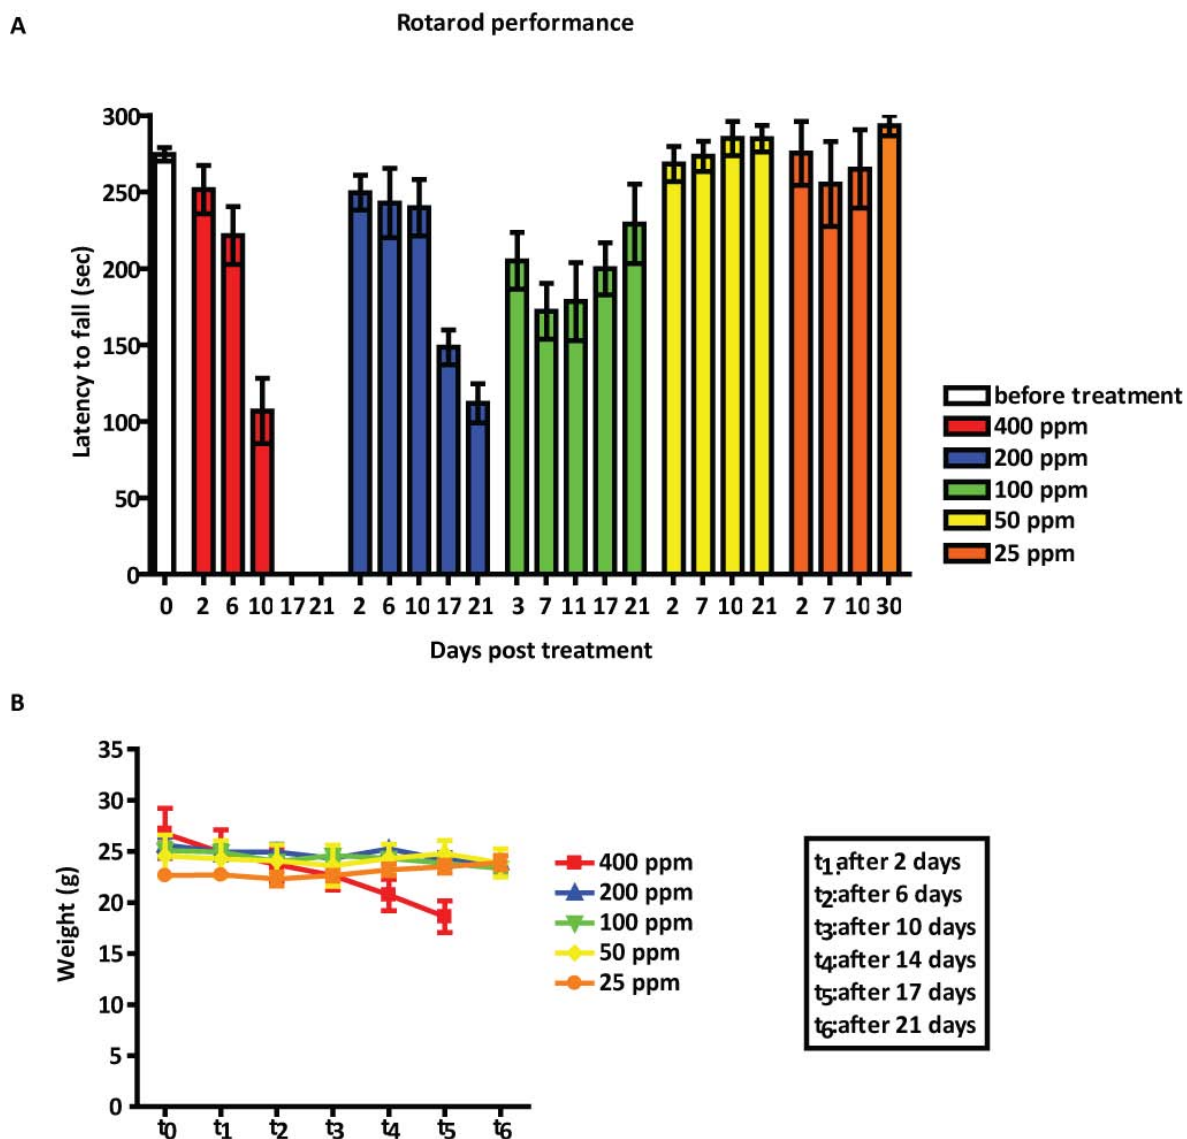 A
Rotarod performance
300
250
200
150
100
50
0
Latency to fall (sec)
0 2 6 10 17 21 2 6 10 17 21 3 7 11 17 21 2 7 10 21 2 7 10 30
Days post treatment
before treatment
400 ppm
200 ppm
100 ppm
50 ppm
25 ppm
B
35
30
25
20
15
10
5
0
Weight (g)
t0 t1 t2 t3 t4 t5 t6
400 ppm
200 ppm
100 ppm
50 ppm
25 ppm
t1:after 2 days
t2:after 6 days
t3:after 10 days
t4:after 14 days
t5:after 17 days
t6:after 21 days